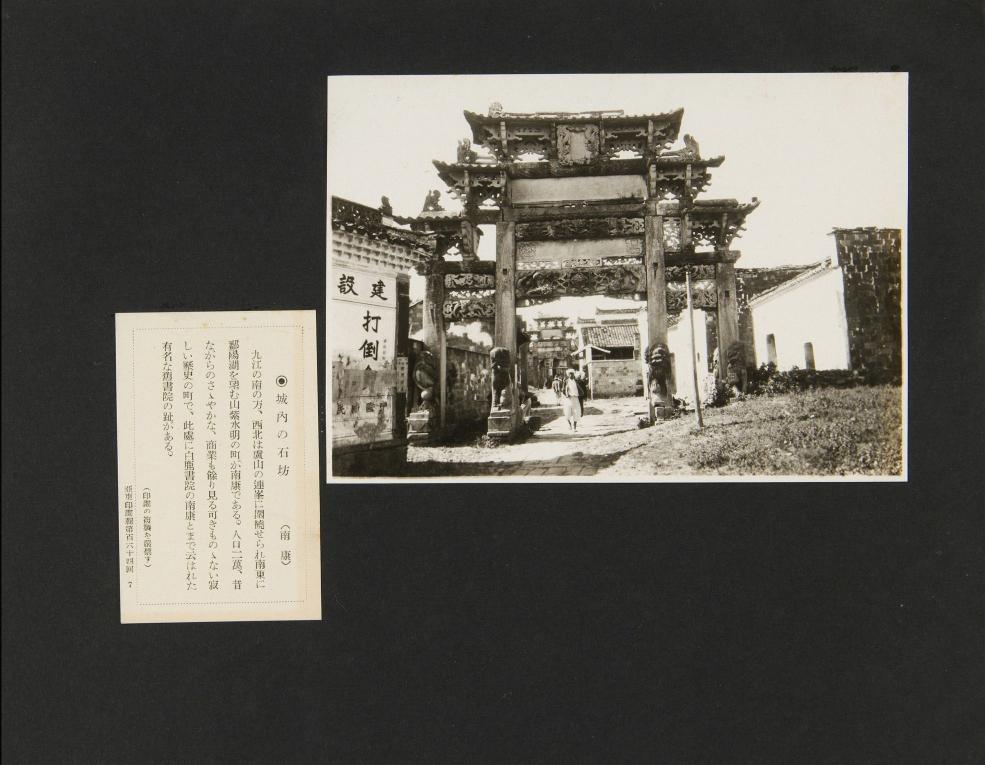 ◉城內の石坊
（南康）
九江の南の方、西北は廬山の連峯に圍繞せられ南東に
鄱陽湖を望む山紫水明の町が南康である。人口二萬、昔
ながらのさゝやかな、商業も餘り見る可きものゝない寂
しい歷史の町で、此處に白鹿書院の南康とまで云はれた
有名な舊書院の趾がある。
（印畫の複製を嚴禁す）
亞東印畫輯第百六十四回 7
建設
打倒